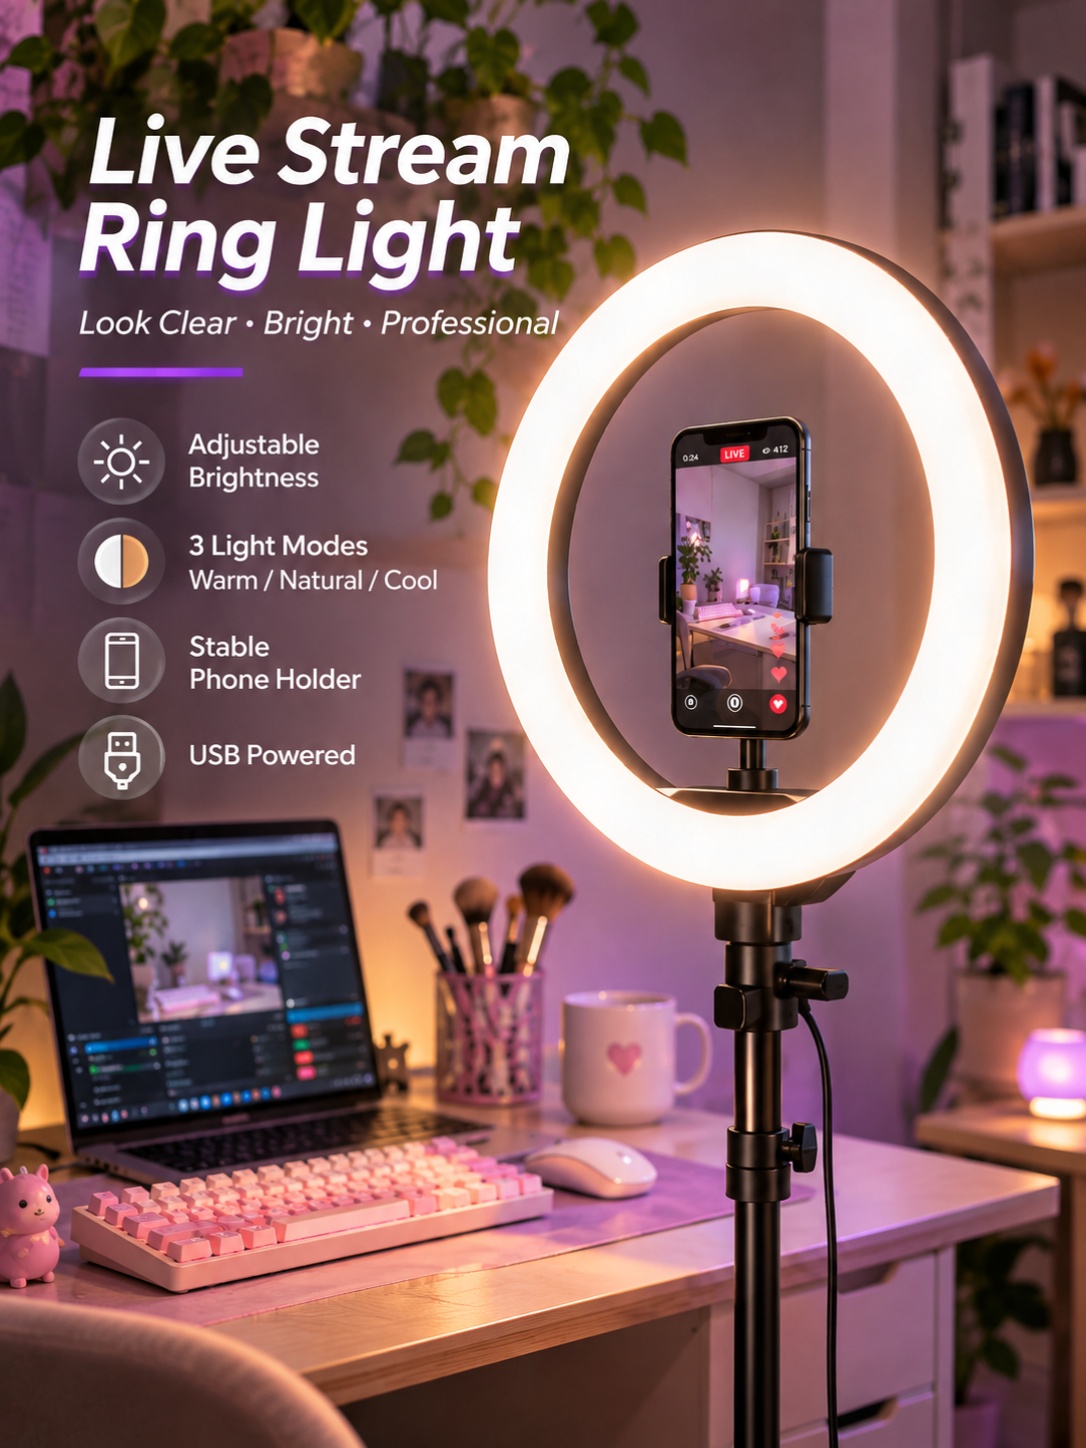 Live Stream
Ring Light
Look Clear • Bright • Professional
Adjustable
Brightness
3 Light Modes
Warm / Natural / Cool
Stable
Phone Holder
USB Powered
0:24 LIVE 412